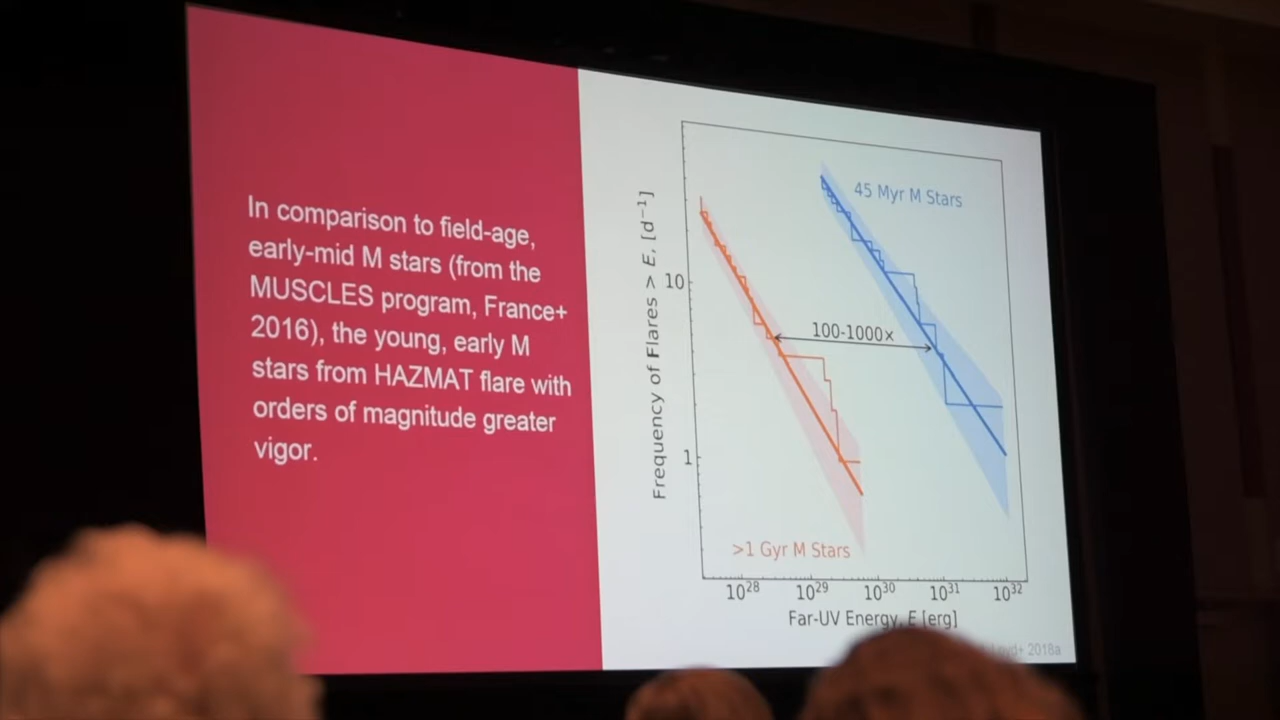 In comparison to field-age,
early-mid M stars (from the
MUSCLES program, France+
2016), the young, early M
stars from HAZMAT flare with
orders of magnitude greater
vigor.
Frequency of Flares > E, [d⁻¹]
10
1
45 Myr M Stars
100-1000×
>1 Gyr M Stars
10²⁸ 10²⁹ 10³⁰ 10³¹ 10³²
Far-UV Energy, E [erg]
2018a